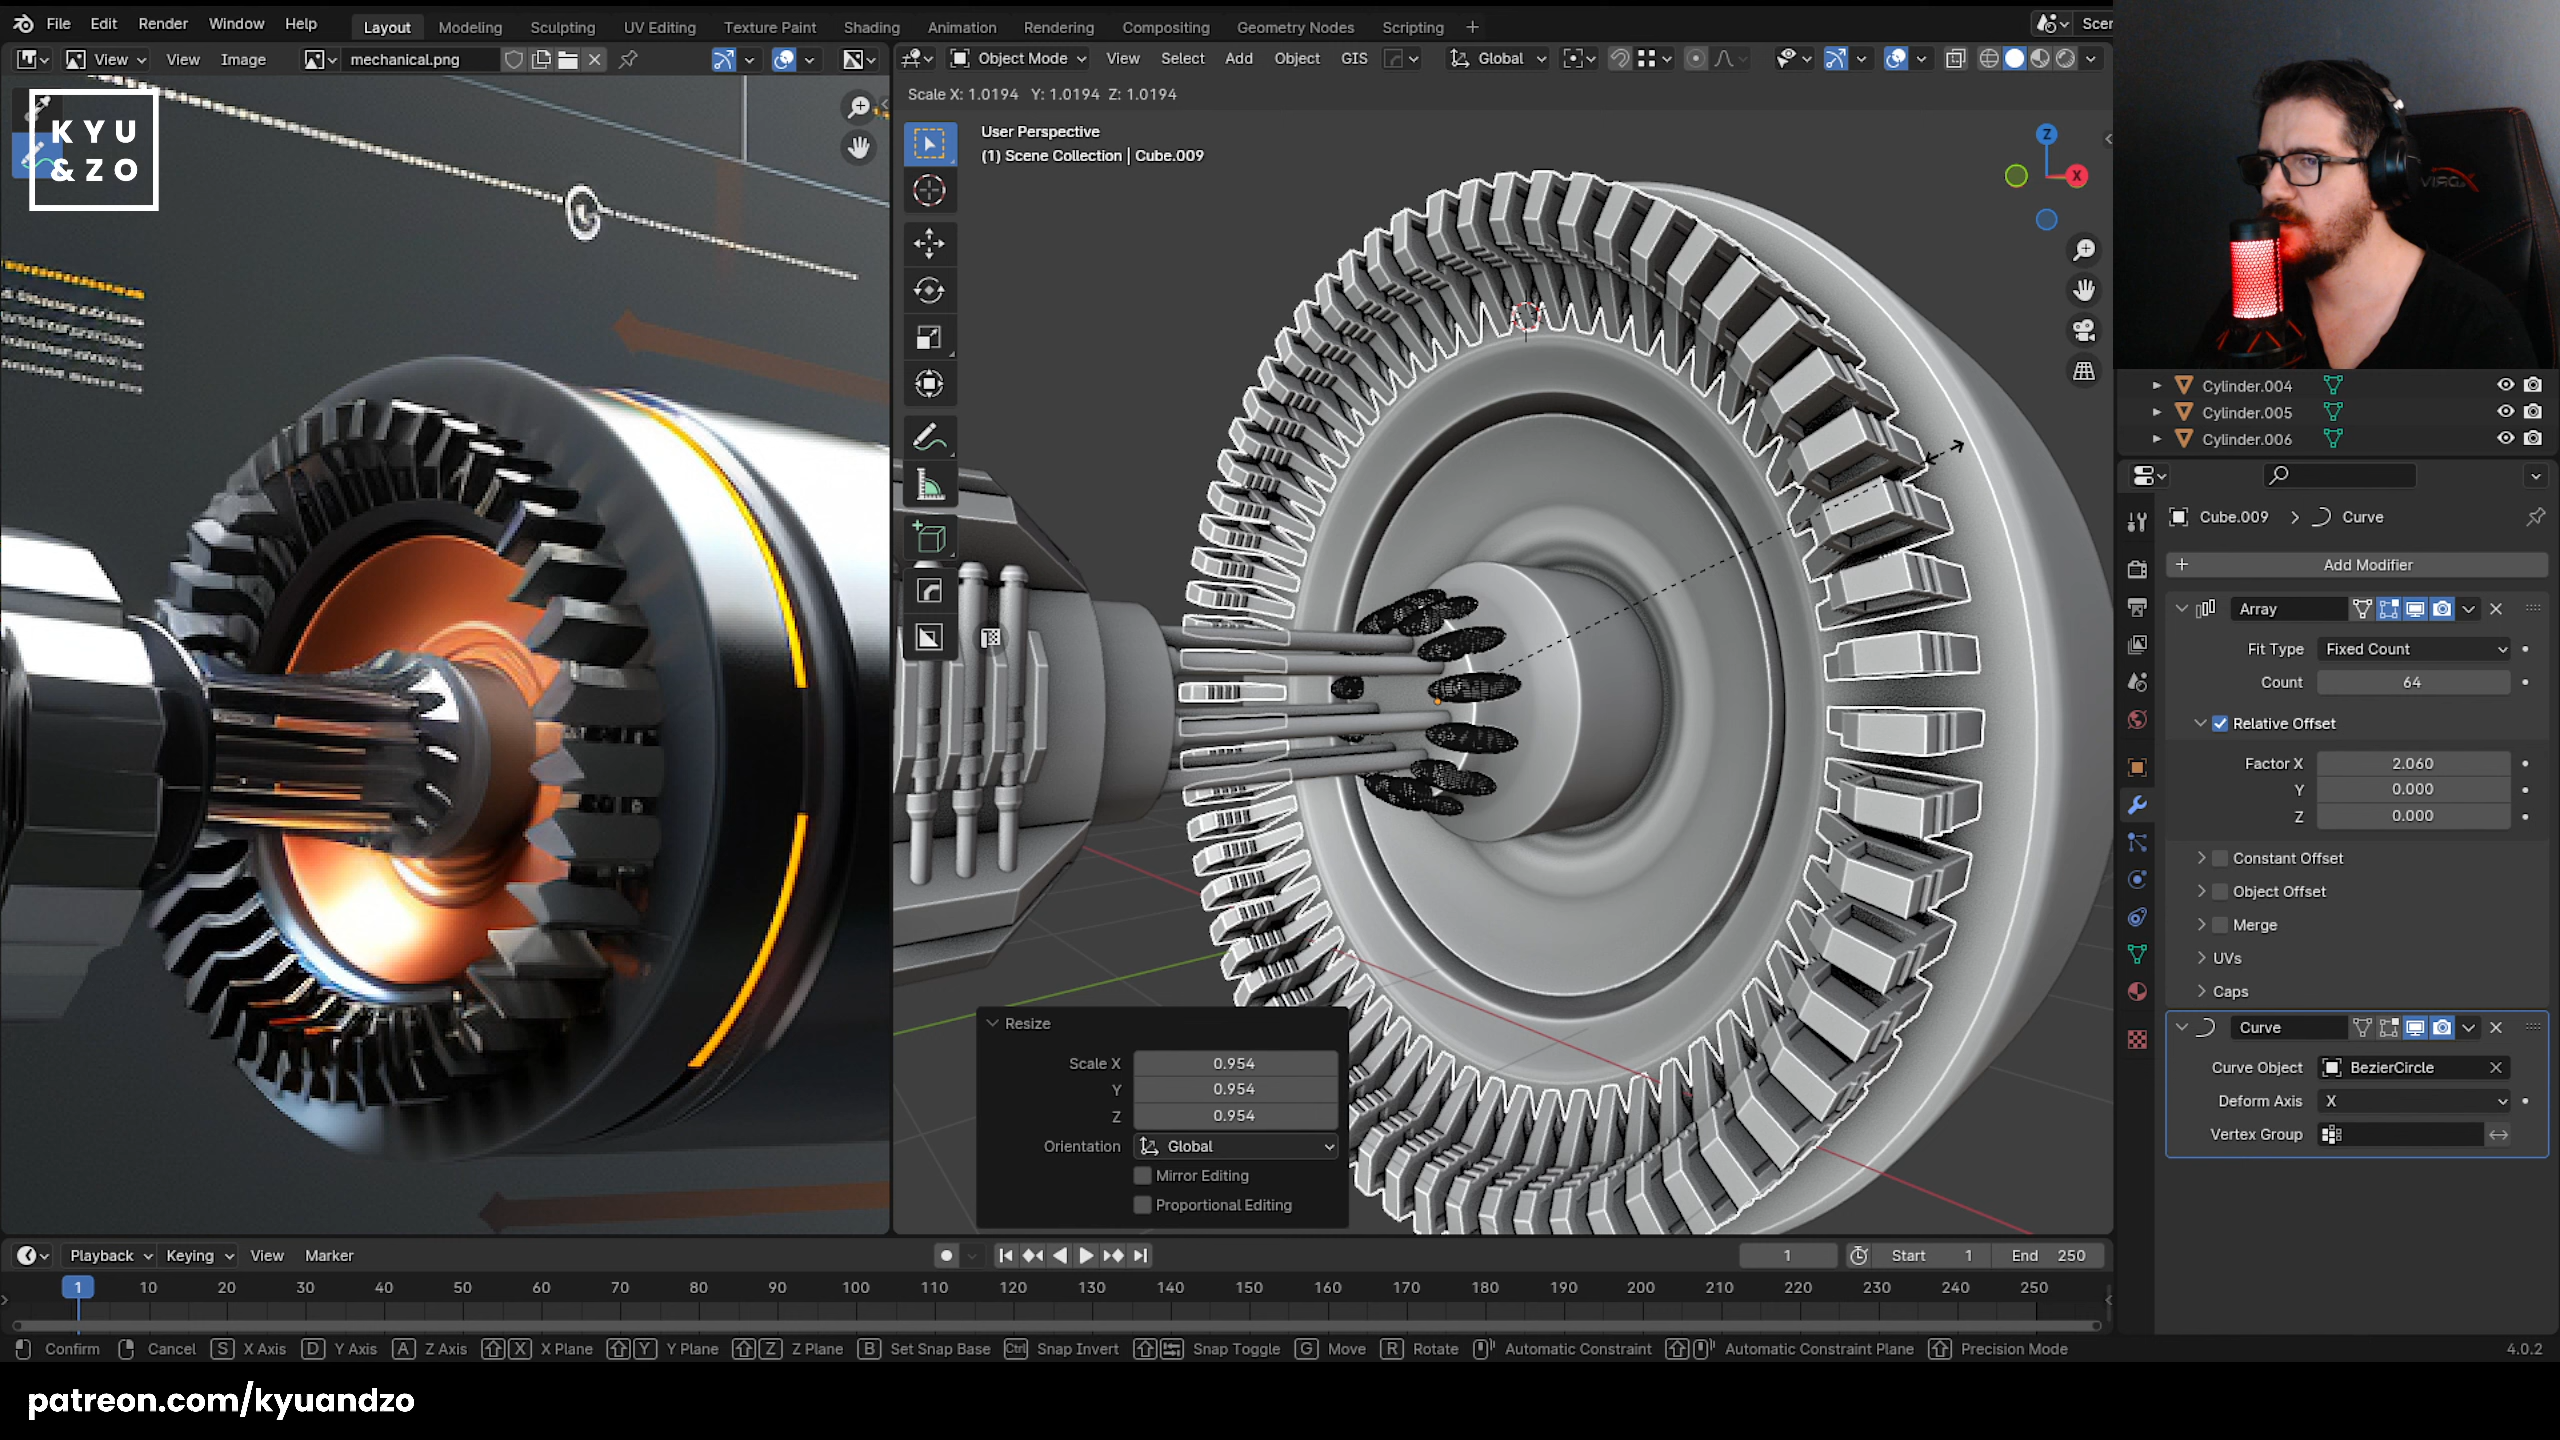 File Edit Render Window Help Layout Modeling Sculpting UV Editing Texture Paint Shading Animation Rendering Compositing Geometry Nodes Scripting + Scer
View View Image mechanical.png Object Mode View Select Add Object GIS Global
KYU
&ZO
Scale X: 1.0194 Y: 1.0194 Z: 1.0194
User Perspective
(1) Scene Collection | Cube.009
Z
X
Cylinder.004
Cylinder.005
Cylinder.006
Cube.009 > Curve
+ Add Modifier
Array
Fit Type Fixed Count
Count 64
Relative Offset
Factor X 2.060
Y 0.000
Z 0.000
Constant Offset
Object Offset
Merge
UVs
Caps
Curve
Curve Object BezierCircle
Deform Axis X
Vertex Group
Resize
Scale X 0.954
Y 0.954
Z 0.954
Orientation Global
Mirror Editing
Proportional Editing
Playback Keying View Marker 1 Start 1 End 250
1 10 20 30 40 50 60 70 80 90 100 110 120 130 140 150 160 170 180 190 200 210 220 230 240 250
Confirm Cancel S X Axis D Y Axis A Z Axis X X Plane Y Y Plane Z Z Plane B Set Snap Base Ctrl Snap Invert Snap Toggle G Move R Rotate Automatic Constraint Automatic Constraint Plane Precision Mode 4.0.2
patreon.com/kyuandzo